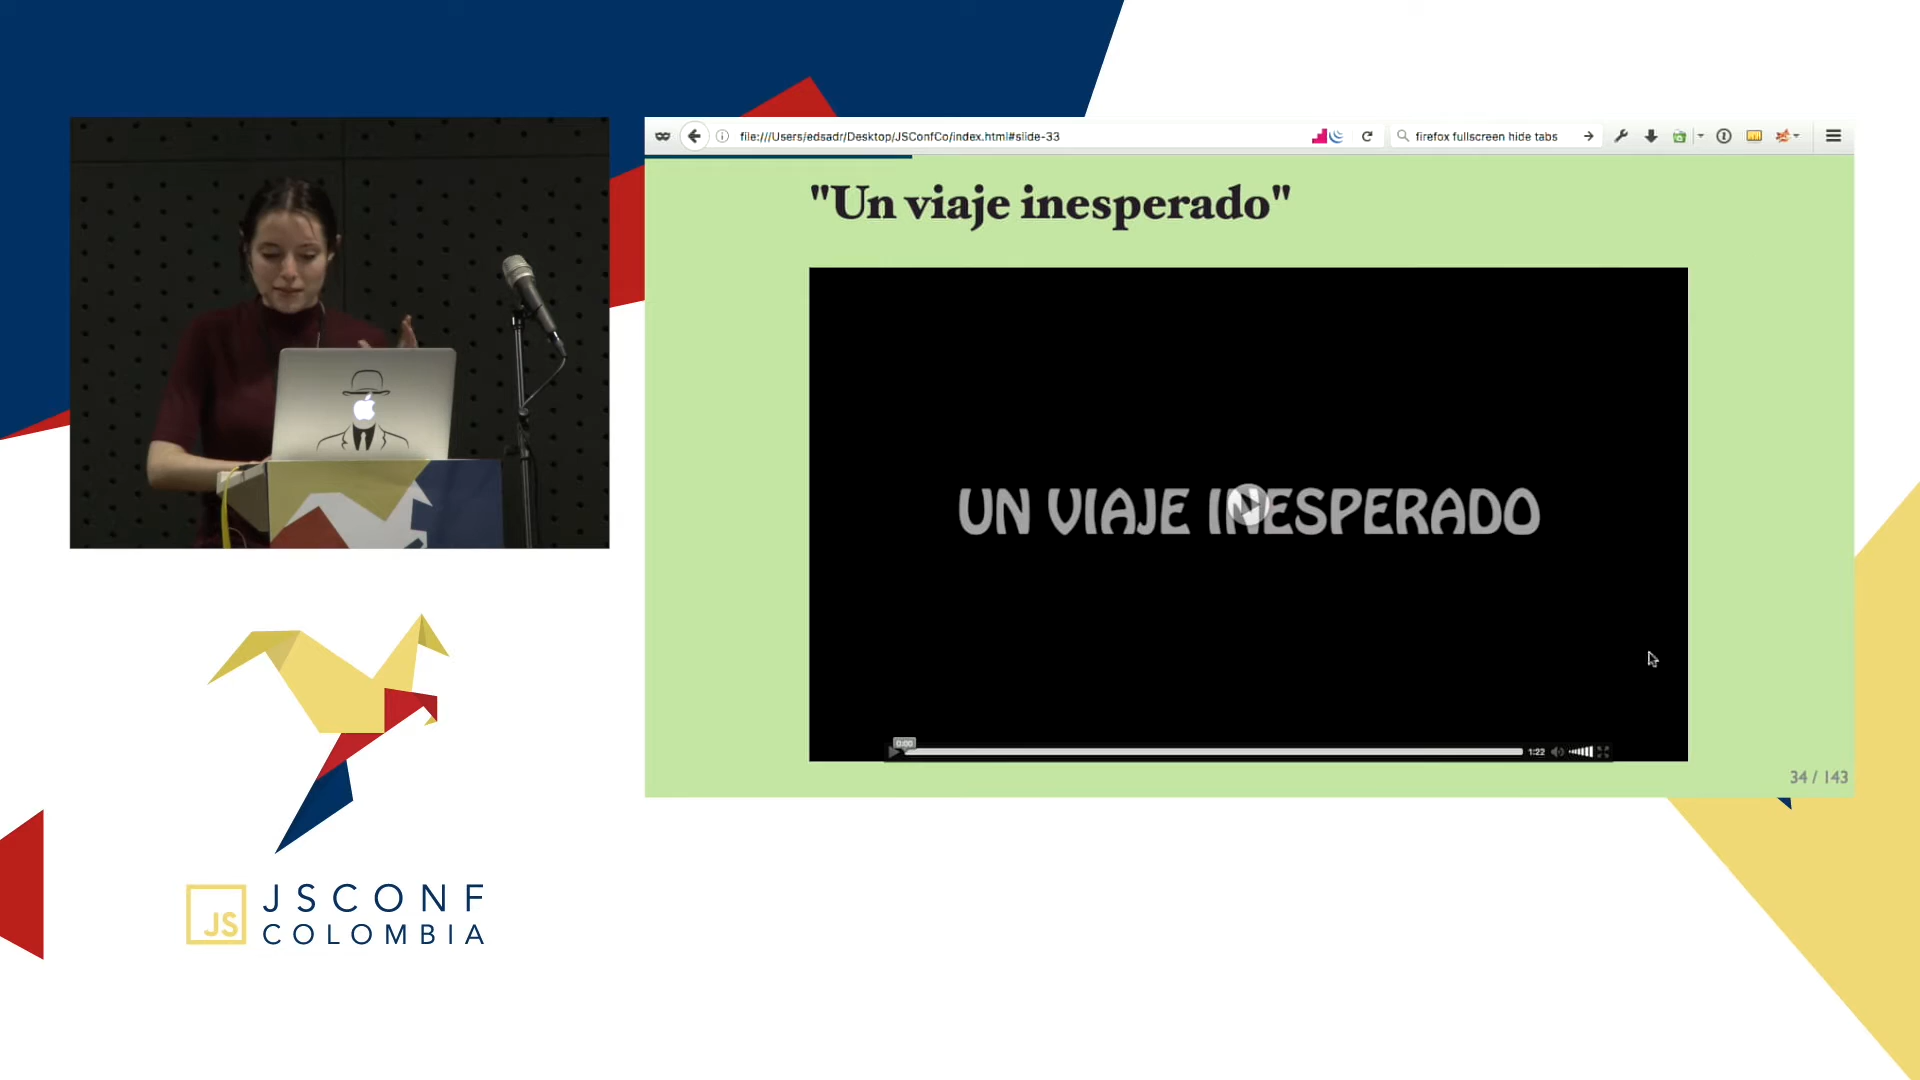 file:///Users/edsadr/Desktop/JSConfCo/index.html#slide-33
firefox fullscreen hide tabs
"Un viaje inesperado"
UN VIAJE INESPERADO
0:00
1:22
34 / 143
JS
JSCONF
COLOMBIA